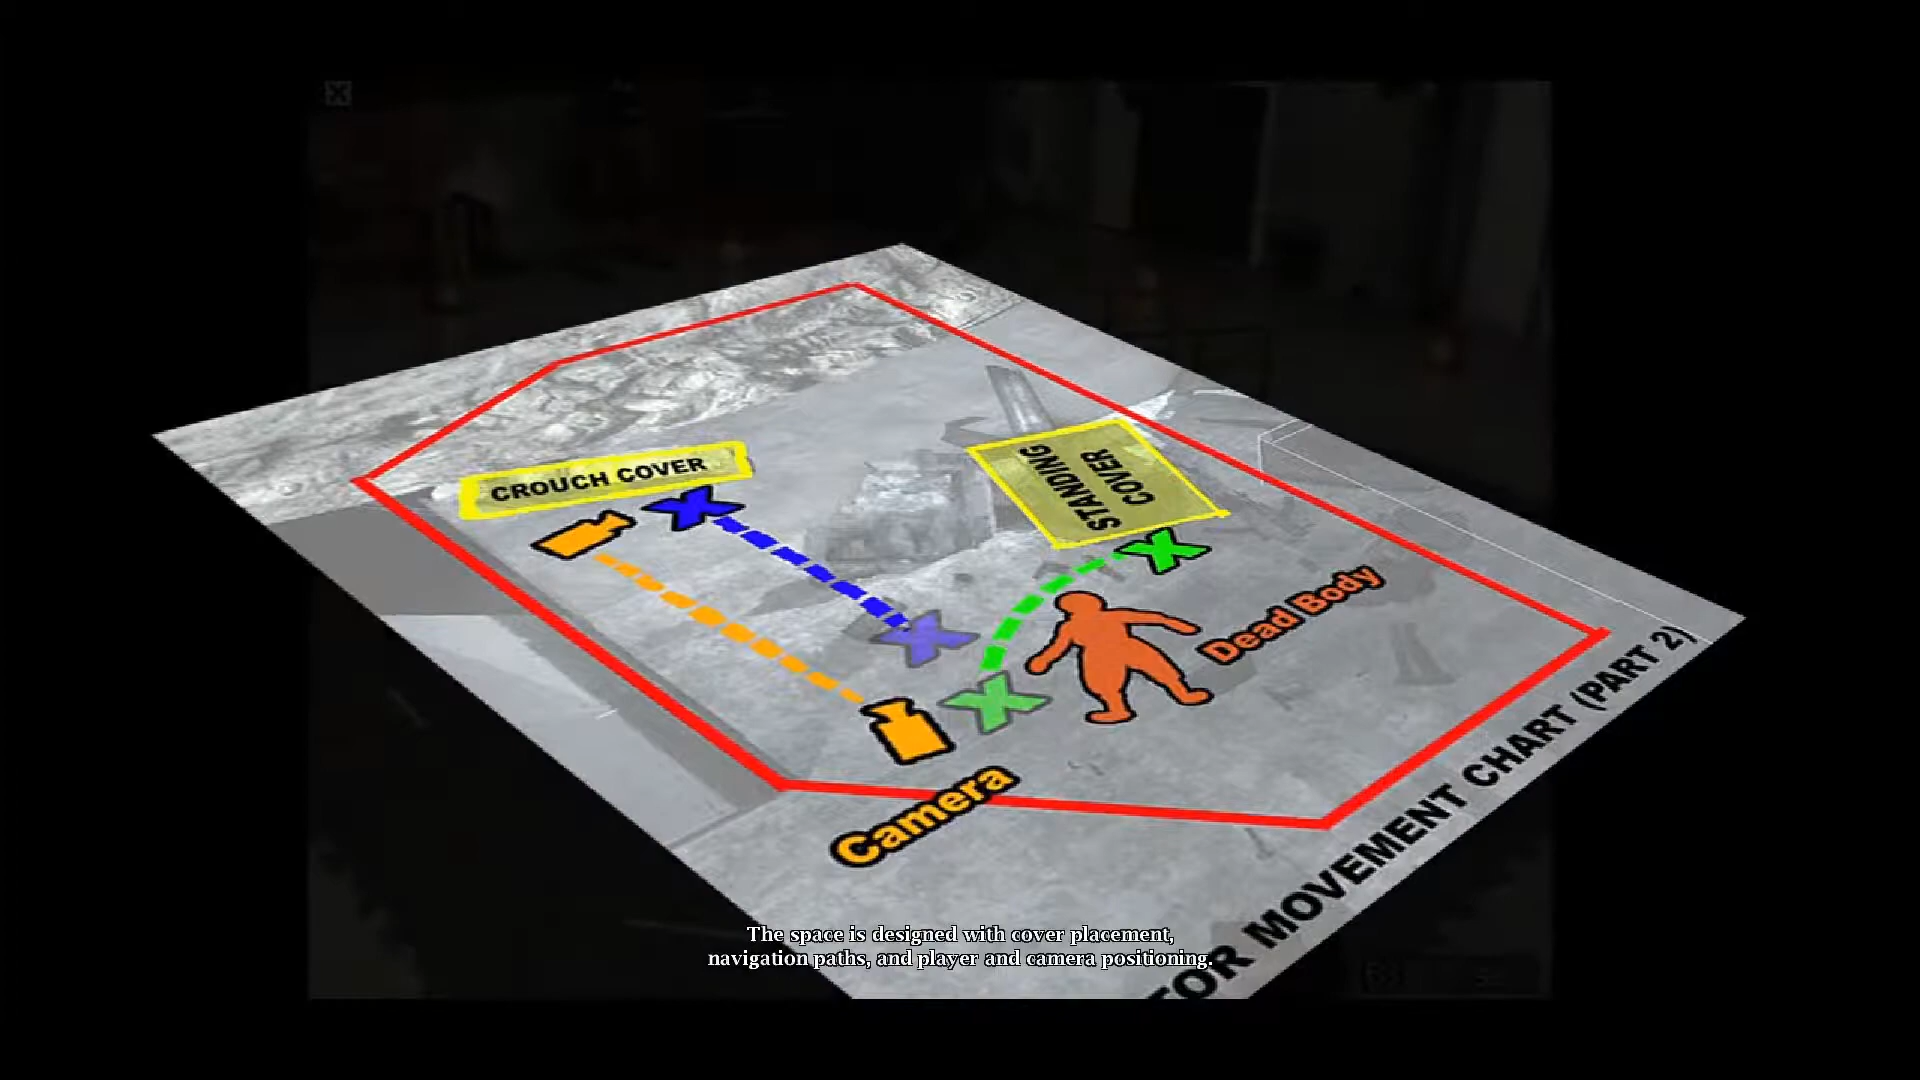 CROUCH COVER
STANDING
COVER
Dead Body
Camera
FOR MOVEMENT CHART (PART 2)
The space is designed with cover placement,
navigation paths, and player and camera positioning.